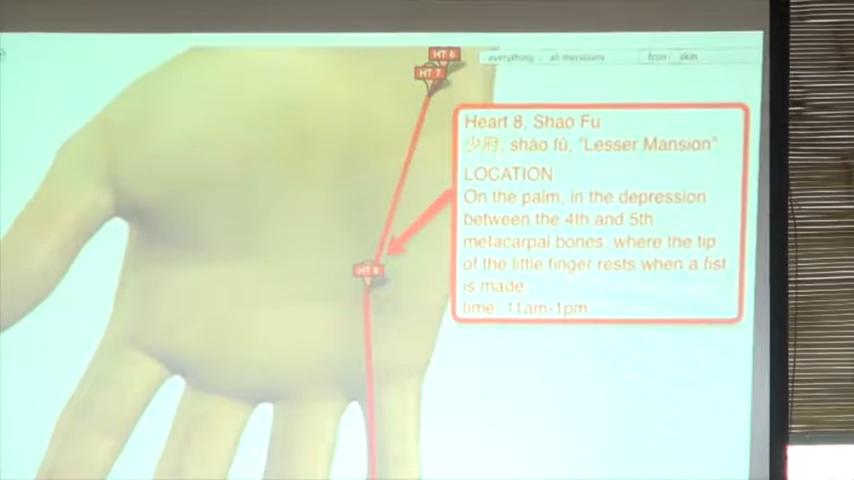 HT 6
HT 7
everything
all meridians
from
skin
Heart 8, Shao Fu
少府, shào fǔ, "Lesser Mansion"
LOCATION
On the palm, in the depression
between the 4th and 5th
metacarpal bones, where the tip
of the little finger rests when a fist
is made
time: 11am-1pm
HT 8